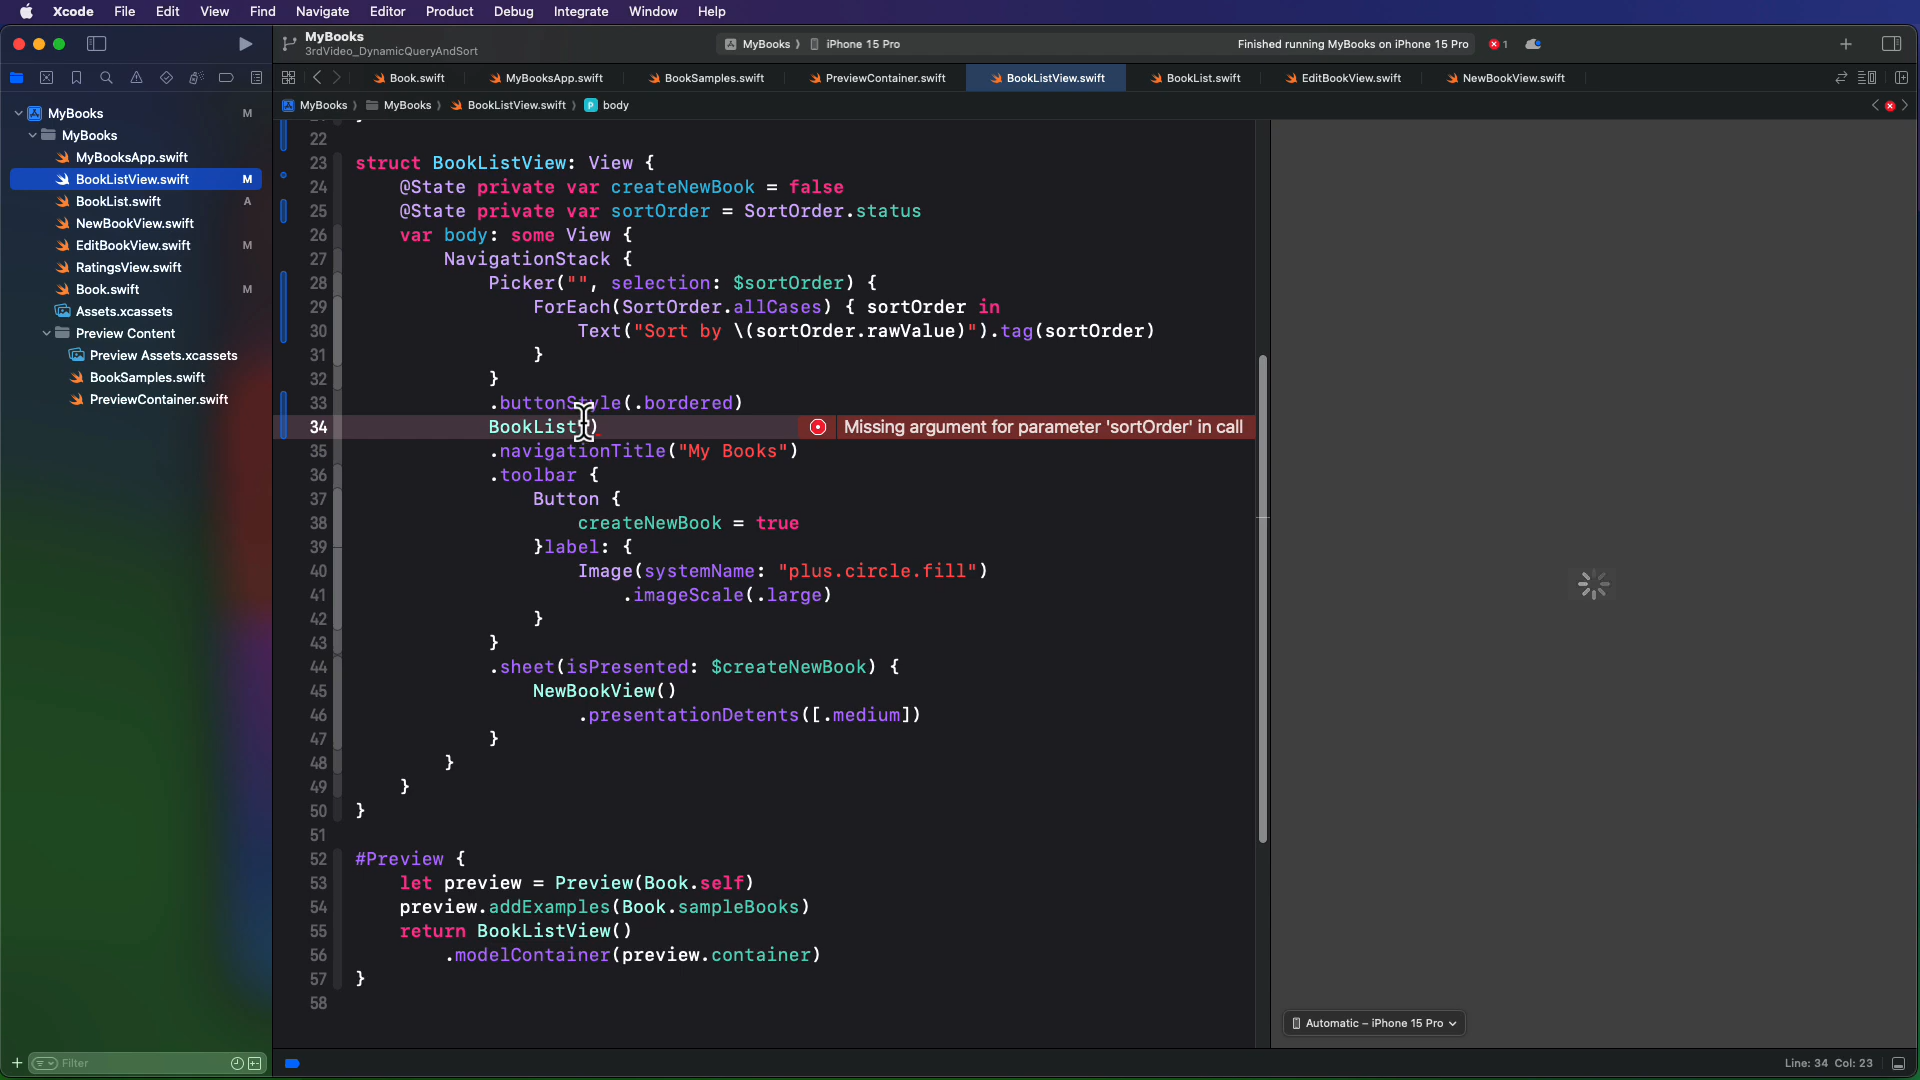 Xcode File Edit View Find Navigate Editor Product Debug Integrate Window Help
MyBooks
3rdVideo_DynamicQueryAndSort
MyBooks iPhone 15 Pro
Finished running MyBooks on iPhone 15 Pro
1
Book.swift MyBooksApp.swift BookSamples.swift PreviewContainer.swift BookListView.swift BookList.swift EditBookView.swift NewBookView.swift
MyBooks MyBooks BookListView.swift P body
MyBooks M
MyBooks
MyBooksApp.swift
BookListView.swift M
BookList.swift A
NewBookView.swift
EditBookView.swift M
RatingsView.swift
Book.swift M
Assets.xcassets
Preview Content
Preview Assets.xcassets
BookSamples.swift
PreviewContainer.swift
Filter
22
23 struct BookListView: View {
24 @State private var createNewBook = false
25 @State private var sortOrder = SortOrder.status
26 var body: some View {
27 NavigationStack {
28 Picker("", selection: $sortOrder) {
29 ForEach(SortOrder.allCases) { sortOrder in
30 Text("Sort by \(sortOrder.rawValue)").tag(sortOrder)
31 }
32 }
33 .buttonStyle(.bordered)
34 BookList() Missing argument for parameter 'sortOrder' in call
35 .navigationTitle("My Books")
36 .toolbar {
37 Button {
38 createNewBook = true
39 }label: {
40 Image(systemName: "plus.circle.fill")
41 .imageScale(.large)
42 }
43 }
44 .sheet(isPresented: $createNewBook) {
45 NewBookView()
46 .presentationDetents([.medium])
47 }
48 }
49 }
50 }
51
52 #Preview {
53 let preview = Preview(Book.self)
54 preview.addExamples(Book.sampleBooks)
55 return BookListView()
56 .modelContainer(preview.container)
57 }
58
Automatic – iPhone 15 Pro
Line: 34 Col: 23